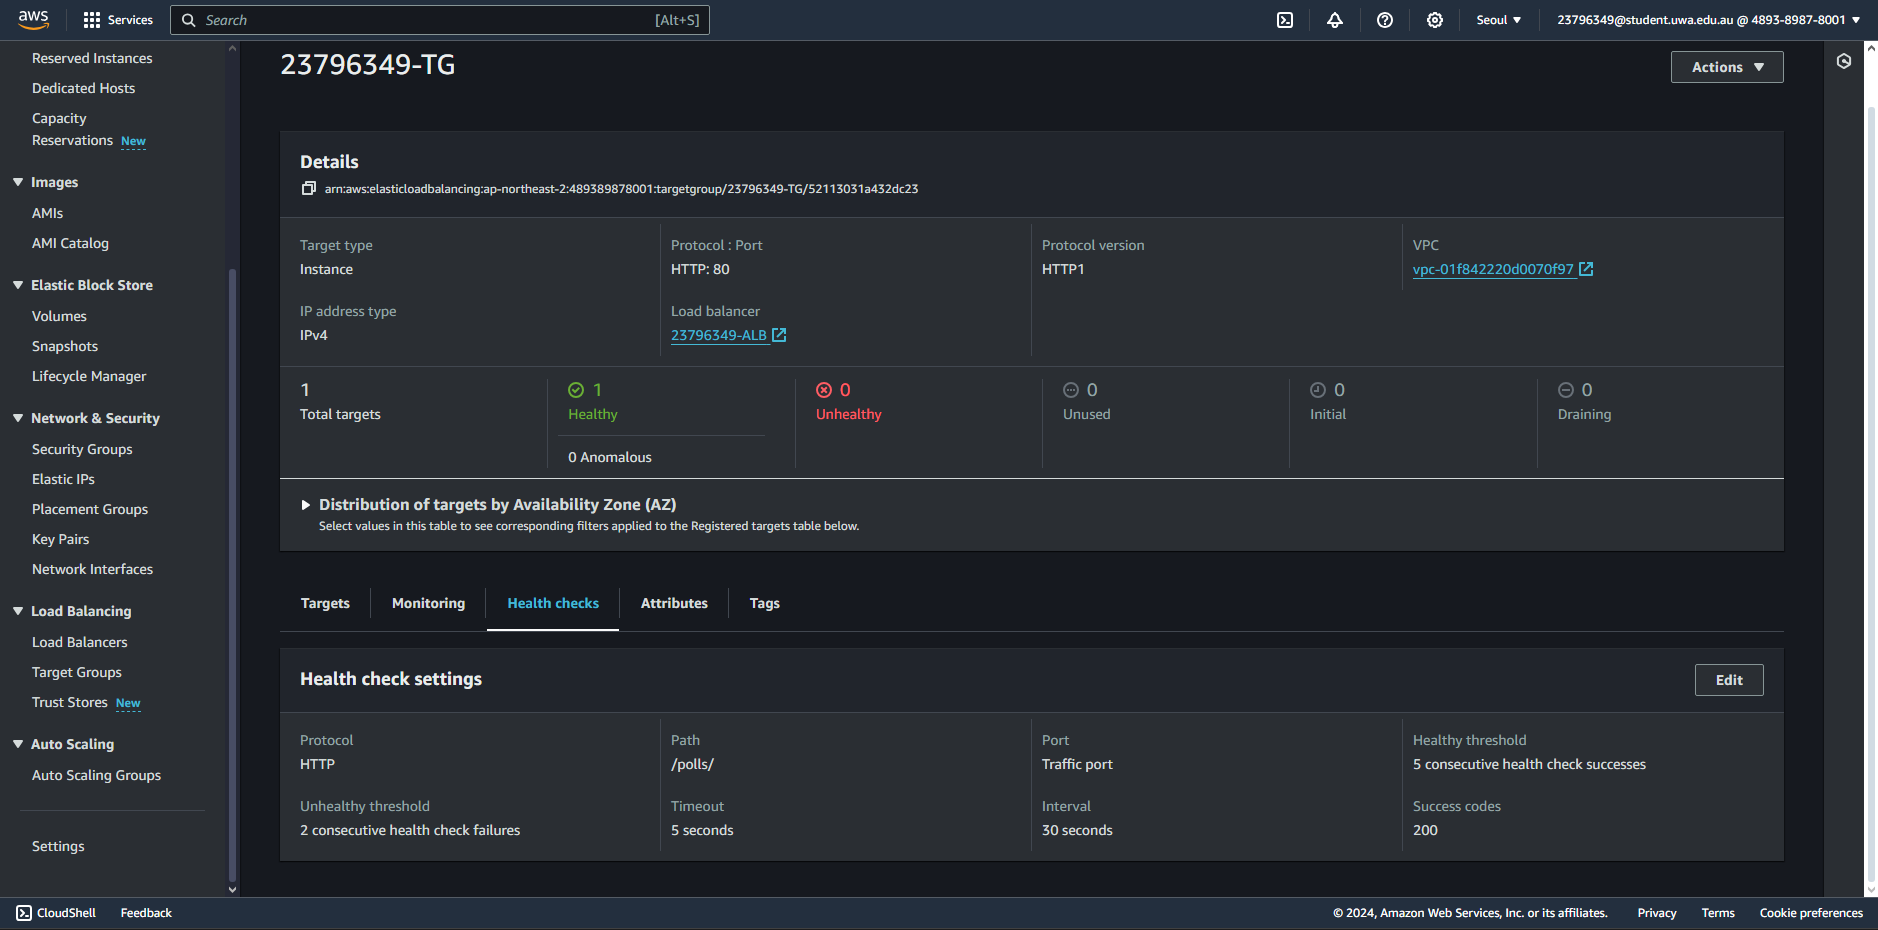 aws
Services
Search
[Alt+S]
Seoul
23796349@student.uwa.edu.au @ 4893-8987-8001
Reserved Instances
Dedicated Hosts
Capacity
Reservations New
Images
AMIs
AMI Catalog
Elastic Block Store
Volumes
Snapshots
Lifecycle Manager
Network & Security
Security Groups
Elastic IPs
Placement Groups
Key Pairs
Network Interfaces
Load Balancing
Load Balancers
Target Groups
Trust Stores New
Auto Scaling
Auto Scaling Groups
Settings
23796349-TG
Actions
Details
arn:aws:elasticloadbalancing:ap-northeast-2:489389878001:targetgroup/23796349-TG/52113031a432dc23
Target type
Instance
Protocol : Port
HTTP: 80
Protocol version
HTTP1
VPC
vpc-01f842220d0070f97
IP address type
IPv4
Load balancer
23796349-ALB
1
Total targets
1
Healthy
0 Anomalous
0
Unhealthy
0
Unused
0
Initial
0
Draining
Distribution of targets by Availability Zone (AZ)
Select values in this table to see corresponding filters applied to the Registered targets table below.
Targets
Monitoring
Health checks
Attributes
Tags
Health check settings
Edit
Protocol
HTTP
Path
/polls/
Port
Traffic port
Healthy threshold
5 consecutive health check successes
Unhealthy threshold
2 consecutive health check failures
Timeout
5 seconds
Interval
30 seconds
Success codes
200
CloudShell
Feedback
© 2024, Amazon Web Services, Inc. or its affiliates.
Privacy
Terms
Cookie preferences